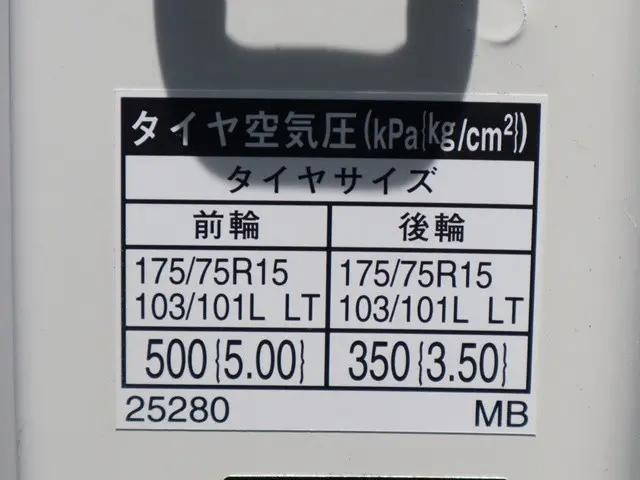 タイヤ空気圧(kPa{kg/cm²})
タイヤサイズ
前輪 後輪
175/75R15 175/75R15
103/101L LT 103/101L LT
500{5.00} 350{3.50}
25280 MB